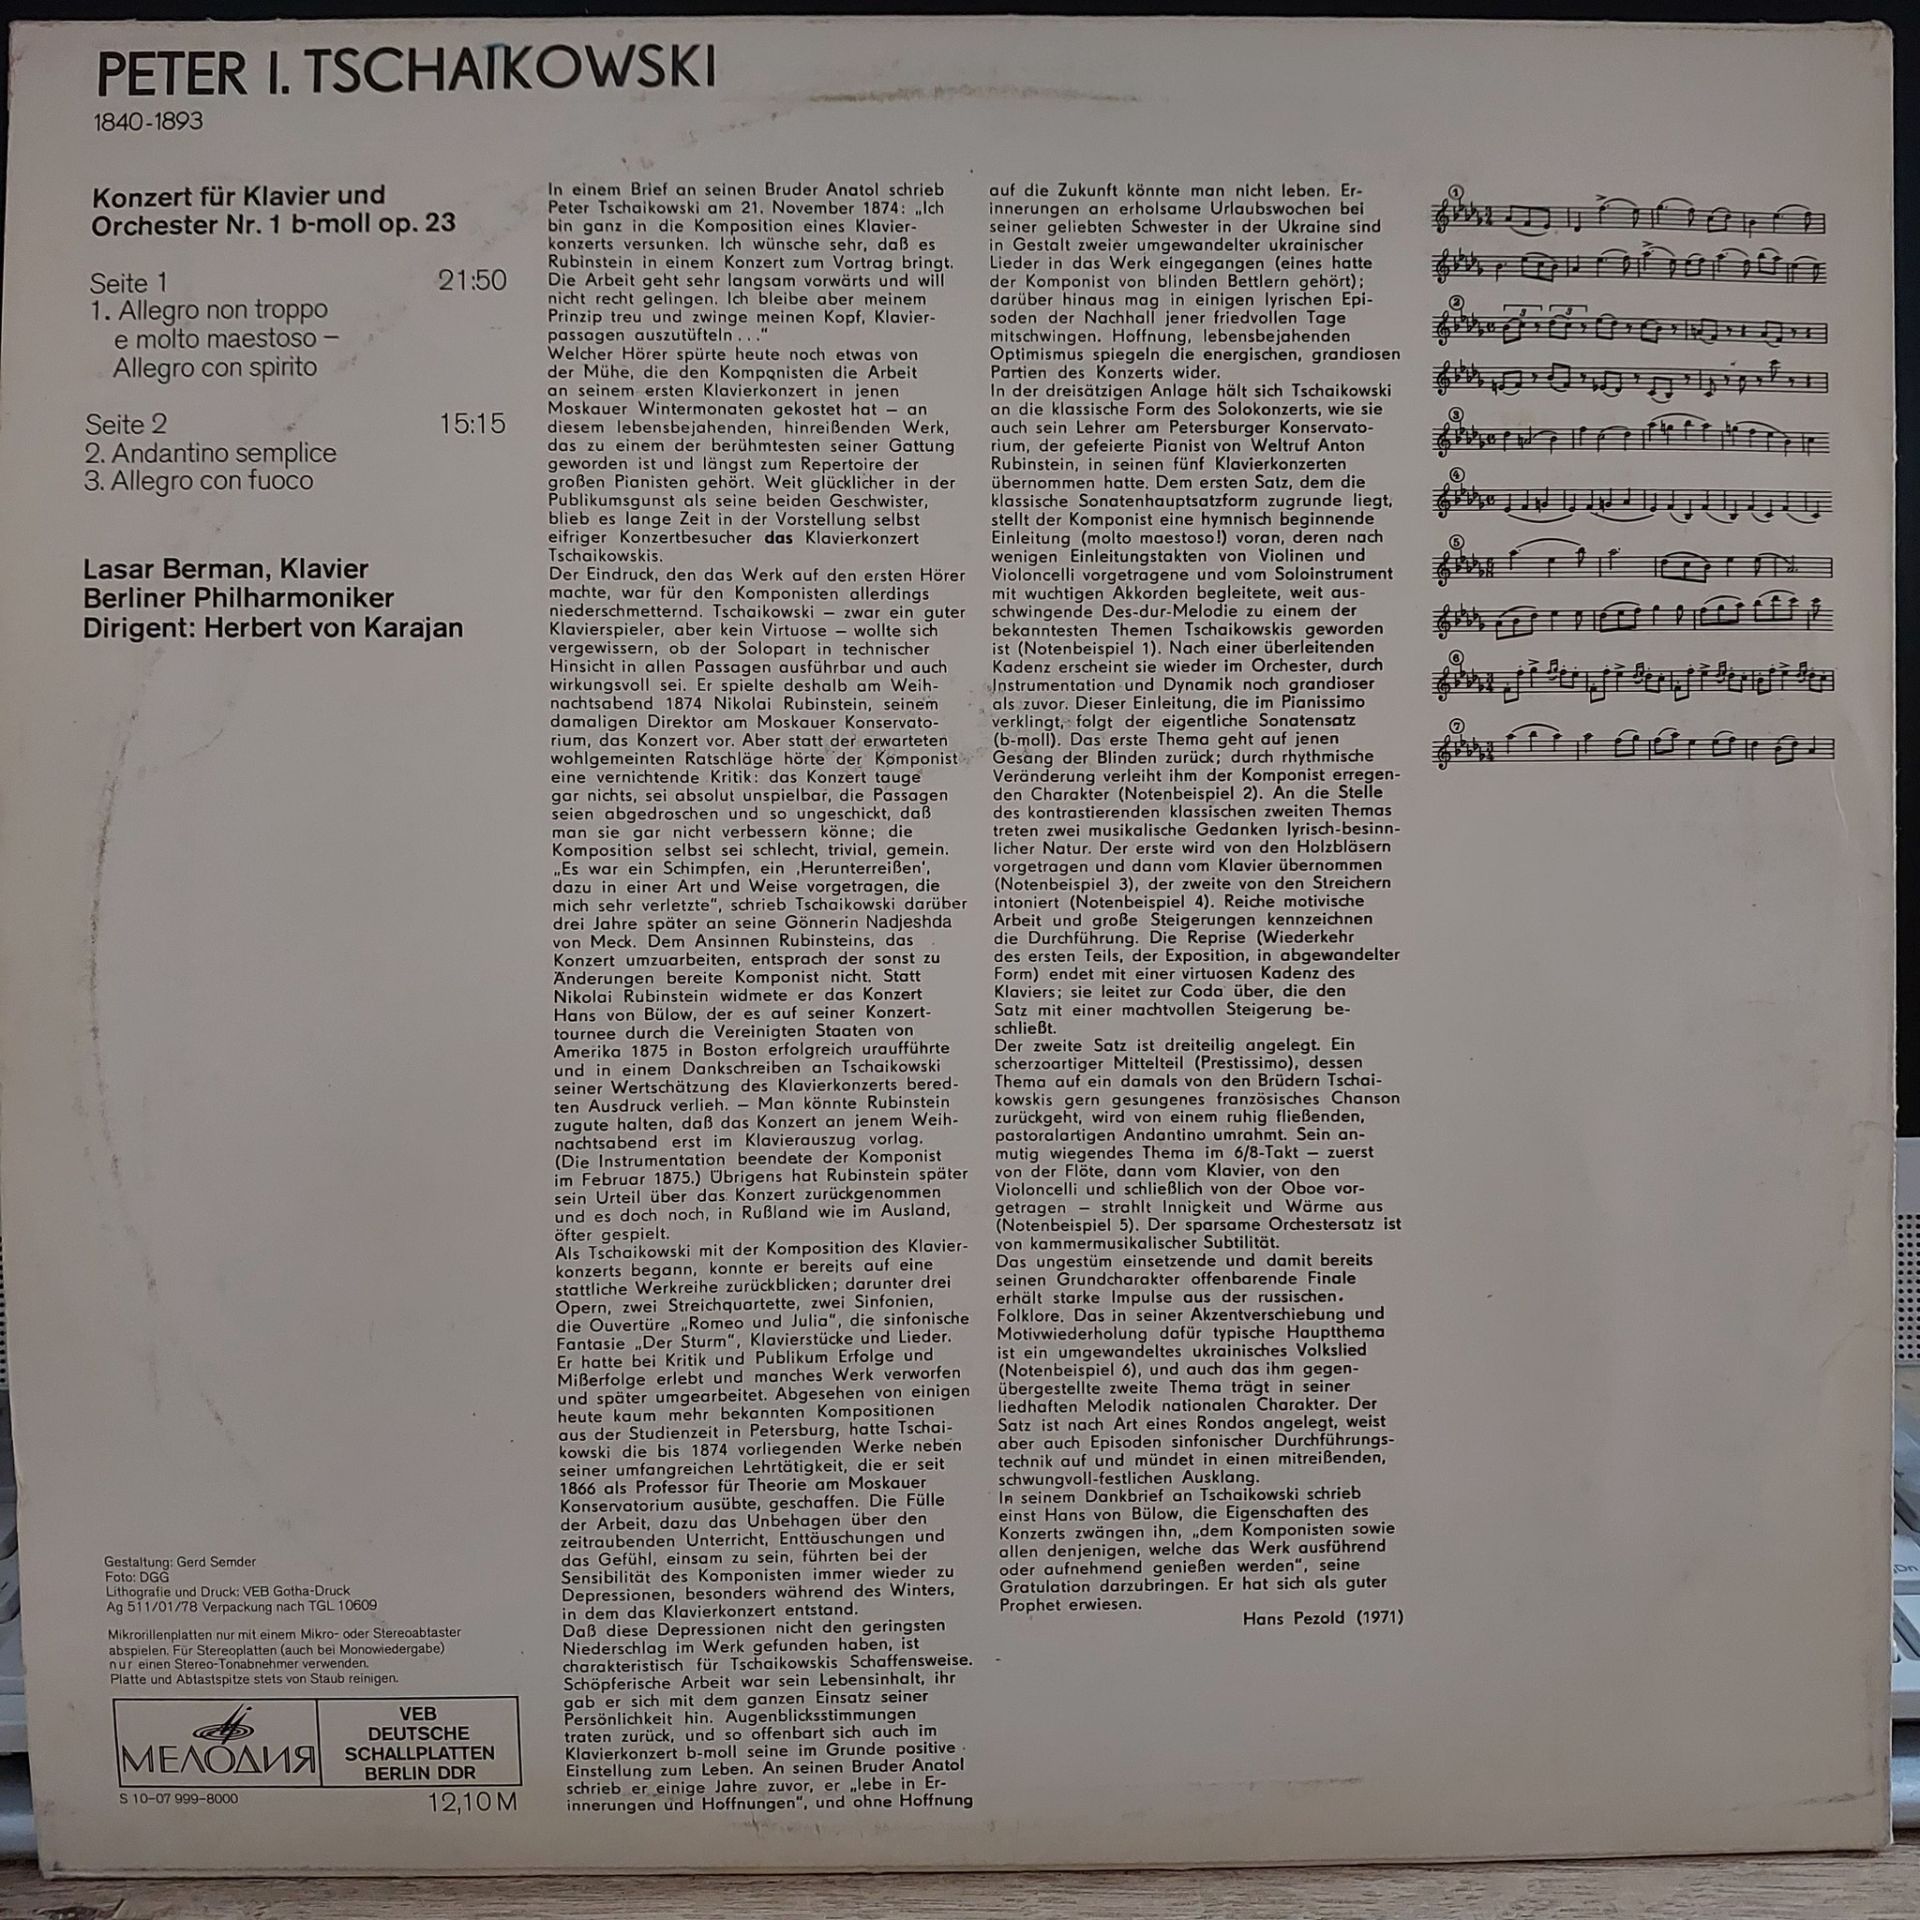 PETER I. TSCHAIKOWSKI
1840-1893
Konzert für Klavier und
Orchester Nr. 1 b-moll op. 23
Seite 1 21:50
1. Allegro non troppo
e molto maestoso –
Allegro con spirito
Seite 2 15:15
2. Andantino semplice
3. Allegro con fuoco
Lasar Berman, Klavier
Berliner Philharmoniker
Dirigent: Herbert von Karajan
Gestaltung: Gerd Semder
Foto: DGG
Lithografie und Druck: VEB Gotha-Druck
Ag 511/01/78 Verpackung nach TGL 10609
Mikrorillenplatten nur mit einem Mikro- oder Stereoabtaster
abspielen. Für Stereoplatten (auch bei Monowiedergabe)
nur einen Stereo-Tonabnehmer verwenden.
Platte und Abtastspitze stets von Staub reinigen.
МЕЛОДИЯ
VEB
DEUTSCHE
SCHALLPLATTEN
BERLIN DDR
S 10-07 999-8000
12,10 M
In einem Brief an seinen Bruder Anatol schrieb
Peter Tschaikowski am 21. November 1874: „Ich
bin ganz in die Komposition eines Klavier-
konzerts versunken. Ich wünsche sehr, daß es
Rubinstein in einem Konzert zum Vortrag bringt.
Die Arbeit geht sehr langsam vorwärts und will
nicht recht gelingen. Ich bleibe aber meinem
Prinzip treu und zwinge meinen Kopf, Klavier-
passagen auszutüfteln . . ."
Welcher Hörer spürte heute noch etwas von
der Mühe, die den Komponisten die Arbeit
an seinem ersten Klavierkonzert in jenen
Moskauer Wintermonaten gekostet hat – an
diesem lebensbejahenden, hinreißenden Werk,
das zu einem der berühmtesten seiner Gattung
geworden ist und längst zum Repertoire der
großen Pianisten gehört. Weit glücklicher in der
Publikumsgunst als seine beiden Geschwister,
blieb es lange Zeit in der Vorstellung selbst
eifriger Konzertbesucher das Klavierkonzert
Tschaikowskis.
Der Eindruck, den das Werk auf den ersten Hörer
machte, war für den Komponisten allerdings
niederschmetternd. Tschaikowski – zwar ein guter
Klavierspieler, aber kein Virtuose – wollte sich
vergewissern, ob der Solopart in technischer
Hinsicht in allen Passagen ausführbar und auch
wirkungsvoll sei. Er spielte deshalb am Weih-
nachtsabend 1874 Nikolai Rubinstein, seinem
damaligen Direktor am Moskauer Konservato-
rium, das Konzert vor. Aber statt der erwarteten
wohlgemeinten Ratschläge hörte der Komponist
eine vernichtende Kritik: das Konzert tauge
gar nichts, sei absolut unspielbar, die Passagen
seien abgedroschen und so ungeschickt, daß
man sie gar nicht verbessern könne; die
Komposition selbst sei schlecht, trivial, gemein.
„Es war ein Schimpfen, ein ‚Herunterreißen',
dazu in einer Art und Weise vorgetragen, die
mich sehr verletzte", schrieb Tschaikowski darüber
drei Jahre später an seine Gönnerin Nadjeshda
von Meck. Dem Ansinnen Rubinsteins, das
Konzert umzuarbeiten, entsprach der sonst zu
Änderungen bereite Komponist nicht. Statt
Nikolai Rubinstein widmete er das Konzert
Hans von Bülow, der es auf seiner Konzert-
tournee durch die Vereinigten Staaten von
Amerika 1875 in Boston erfolgreich uraufführte
und in einem Dankschreiben an Tschaikowski
seiner Wertschätzung des Klavierkonzerts bered-
ten Ausdruck verlieh. – Man könnte Rubinstein
zugute halten, daß das Konzert an jenem Weih-
nachtsabend erst im Klavierauszug vorlag.
(Die Instrumentation beendete der Komponist
im Februar 1875.) Übrigens hat Rubinstein später
sein Urteil über das Konzert zurückgenommen
und es doch noch, in Rußland wie im Ausland,
öfter gespielt.
Als Tschaikowski mit der Komposition des Klavier-
konzerts begann, konnte er bereits auf eine
stattliche Werkreihe zurückblicken; darunter drei
Opern, zwei Streichquartette, zwei Sinfonien,
die Ouvertüre „Romeo und Julia", die sinfonische
Fantasie „Der Sturm", Klavierstücke und Lieder.
Er hatte bei Kritik und Publikum Erfolge und
Mißerfolge erlebt und manches Werk verworfen
und später umgearbeitet. Abgesehen von einigen
heute kaum mehr bekannten Kompositionen
aus der Studienzeit in Petersburg, hatte Tschai-
kowski die bis 1874 vorliegenden Werke neben
seiner umfangreichen Lehrtätigkeit, die er seit
1866 als Professor für Theorie am Moskauer
Konservatorium ausübte, geschaffen. Die Fülle
der Arbeit, dazu das Unbehagen über den
zeitraubenden Unterricht, Enttäuschungen und
das Gefühl, einsam zu sein, führten bei der
Sensibilität des Komponisten immer wieder zu
Depressionen, besonders während des Winters,
in dem das Klavierkonzert entstand.
Daß diese Depressionen nicht den geringsten
Niederschlag im Werk gefunden haben, ist
charakteristisch für Tschaikowskis Schaffensweise.
Schöpferische Arbeit war sein Lebensinhalt, ihr
gab er sich mit dem ganzen Einsatz seiner
Persönlichkeit hin. Augenblicksstimmungen
traten zurück, und so offenbart sich auch im
Klavierkonzert b-moll seine im Grunde positive
Einstellung zum Leben. An seinen Bruder Anatol
schrieb er einige Jahre zuvor, er „lebe in Er-
innerungen und Hoffnungen", und ohne Hoffnung
auf die Zukunft könnte man nicht leben. Er-
innerungen an erholsame Urlaubswochen bei
seiner geliebten Schwester in der Ukraine sind
in Gestalt zweier umgewandelter ukrainischer
Lieder in das Werk eingegangen (eines hatte
der Komponist von blinden Bettlern gehört);
darüber hinaus mag in einigen lyrischen Epi-
soden der Nachhall jener friedvollen Tage
mitschwingen. Hoffnung, lebensbejahenden
Optimismus spiegeln die energischen, grandiosen
Partien des Konzerts wider.
In der dreisätzigen Anlage hält sich Tschaikowski
an die klassische Form des Solokonzerts, wie sie
auch sein Lehrer am Petersburger Konservato-
rium, der gefeierte Pianist von Weltruf Anton
Rubinstein, in seinen fünf Klavierkonzerten
übernommen hatte. Dem ersten Satz, dem die
klassische Sonatenhauptsatzform zugrunde liegt,
stellt der Komponist eine hymnisch beginnende
Einleitung (molto maestoso!) voran, deren nach
wenigen Einleitungstakten von Violinen und
Violoncelli vorgetragene und vom Soloinstrument
mit wuchtigen Akkorden begleitete, weit aus-
schwingende Des-dur-Melodie zu einem der
bekanntesten Themen Tschaikowskis geworden
ist (Notenbeispiel 1). Nach einer überleitenden
Kadenz erscheint sie wieder im Orchester, durch
Instrumentation und Dynamik noch grandioser
als zuvor. Dieser Einleitung, die im Pianissimo
verklingt, folgt der eigentliche Sonatensatz
(b-moll). Das erste Thema geht auf jenen
Gesang der Blinden zurück; durch rhythmische
Veränderung verleiht ihm der Komponist erregen-
den Charakter (Notenbeispiel 2). An die Stelle
des kontrastierenden klassischen zweiten Themas
treten zwei musikalische Gedanken lyrisch-besinn-
licher Natur. Der erste wird von den Holzbläsern
vorgetragen und dann vom Klavier übernommen
(Notenbeispiel 3), der zweite von den Streichern
intoniert (Notenbeispiel 4). Reiche motivische
Arbeit und große Steigerungen kennzeichnen
die Durchführung. Die Reprise (Wiederkehr
des ersten Teils, der Exposition, in abgewandelter
Form) endet mit einer virtuosen Kadenz des
Klaviers; sie leitet zur Coda über, die den
Satz mit einer machtvollen Steigerung be-
schließt.
Der zweite Satz ist dreiteilig angelegt. Ein
scherzoartiger Mittelteil (Prestissimo), dessen
Thema auf ein damals von den Brüdern Tschai-
kowskis gern gesungenes französisches Chanson
zurückgeht, wird von einem ruhig fließenden,
pastoralartigen Andantino umrahmt. Sein an-
mutig wiegendes Thema im 6/8-Takt – zuerst
von der Flöte, dann vom Klavier, von den
Violoncelli und schließlich von der Oboe vor-
getragen – strahlt Innigkeit und Wärme aus
(Notenbeispiel 5). Der sparsame Orchestersatz ist
von kammermusikalischer Subtilität.
Das ungestüm einsetzende und damit bereits
seinen Grundcharakter offenbarende Finale
erhält starke Impulse aus der russischen.
Folklore. Das in seiner Akzentverschiebung und
Motivwiederholung dafür typische Hauptthema
ist ein umgewandeltes ukrainisches Volkslied
(Notenbeispiel 6), und auch das ihm gegen-
übergestellte zweite Thema trägt in seiner
liedhaften Melodik nationalen Charakter. Der
Satz ist nach Art eines Rondos angelegt, weist
aber auch Episoden sinfonischer Durchführungs-
technik auf und mündet in einen mitreißenden,
schwungvoll-festlichen Ausklang.
In seinem Dankbrief an Tschaikowski schrieb
einst Hans von Bülow, die Eigenschaften des
Konzerts zwängen ihn, „dem Komponisten sowie
allen denjenigen, welche das Werk ausführend
oder aufnehmend genießen werden", seine
Gratulation darzubringen. Er hat sich als guter
Prophet erwiesen.
Hans Pezold (1971)
1
2
3
4
5
6
7